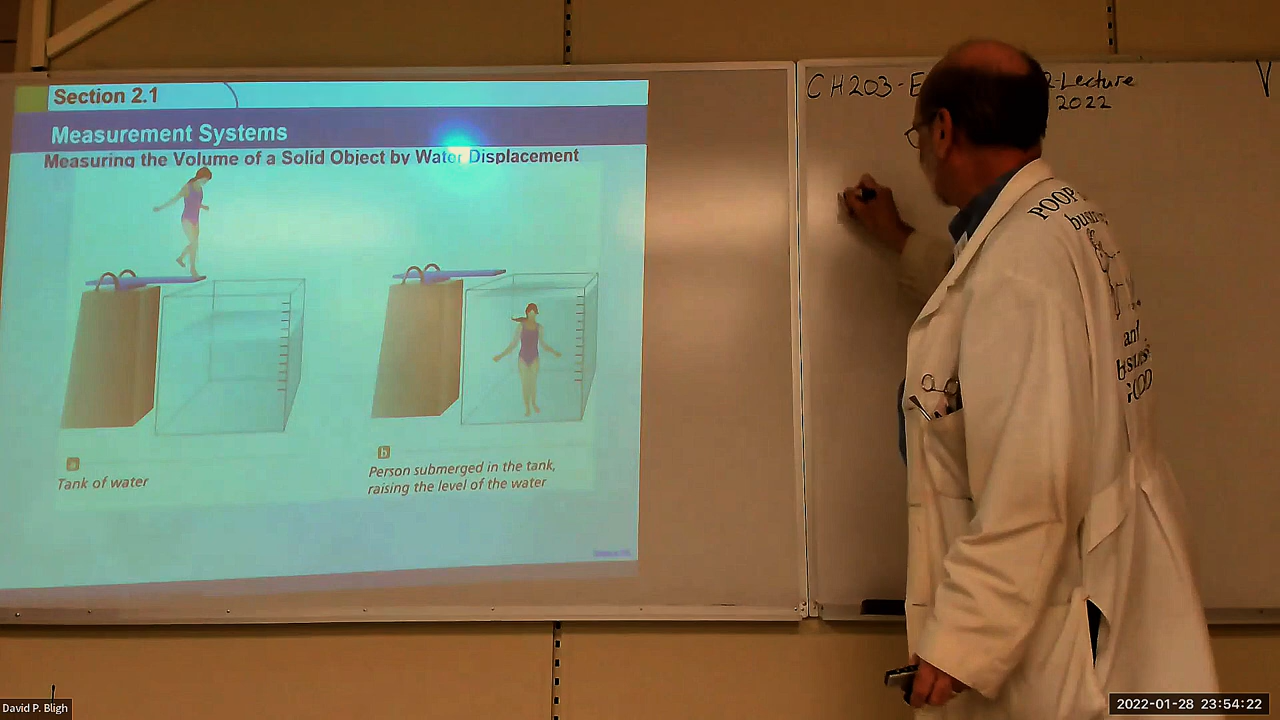 Section 2.1
Measurement Systems
Measuring the Volume of a Solid Object by Water Displacement
a
Tank of water
b
Person submerged in the tank,
raising the level of the water
CH203-E
2-Lecture
2022
V
POOP
busin
and
GOOD
David P. Bligh
2022-01-28 23:54:22